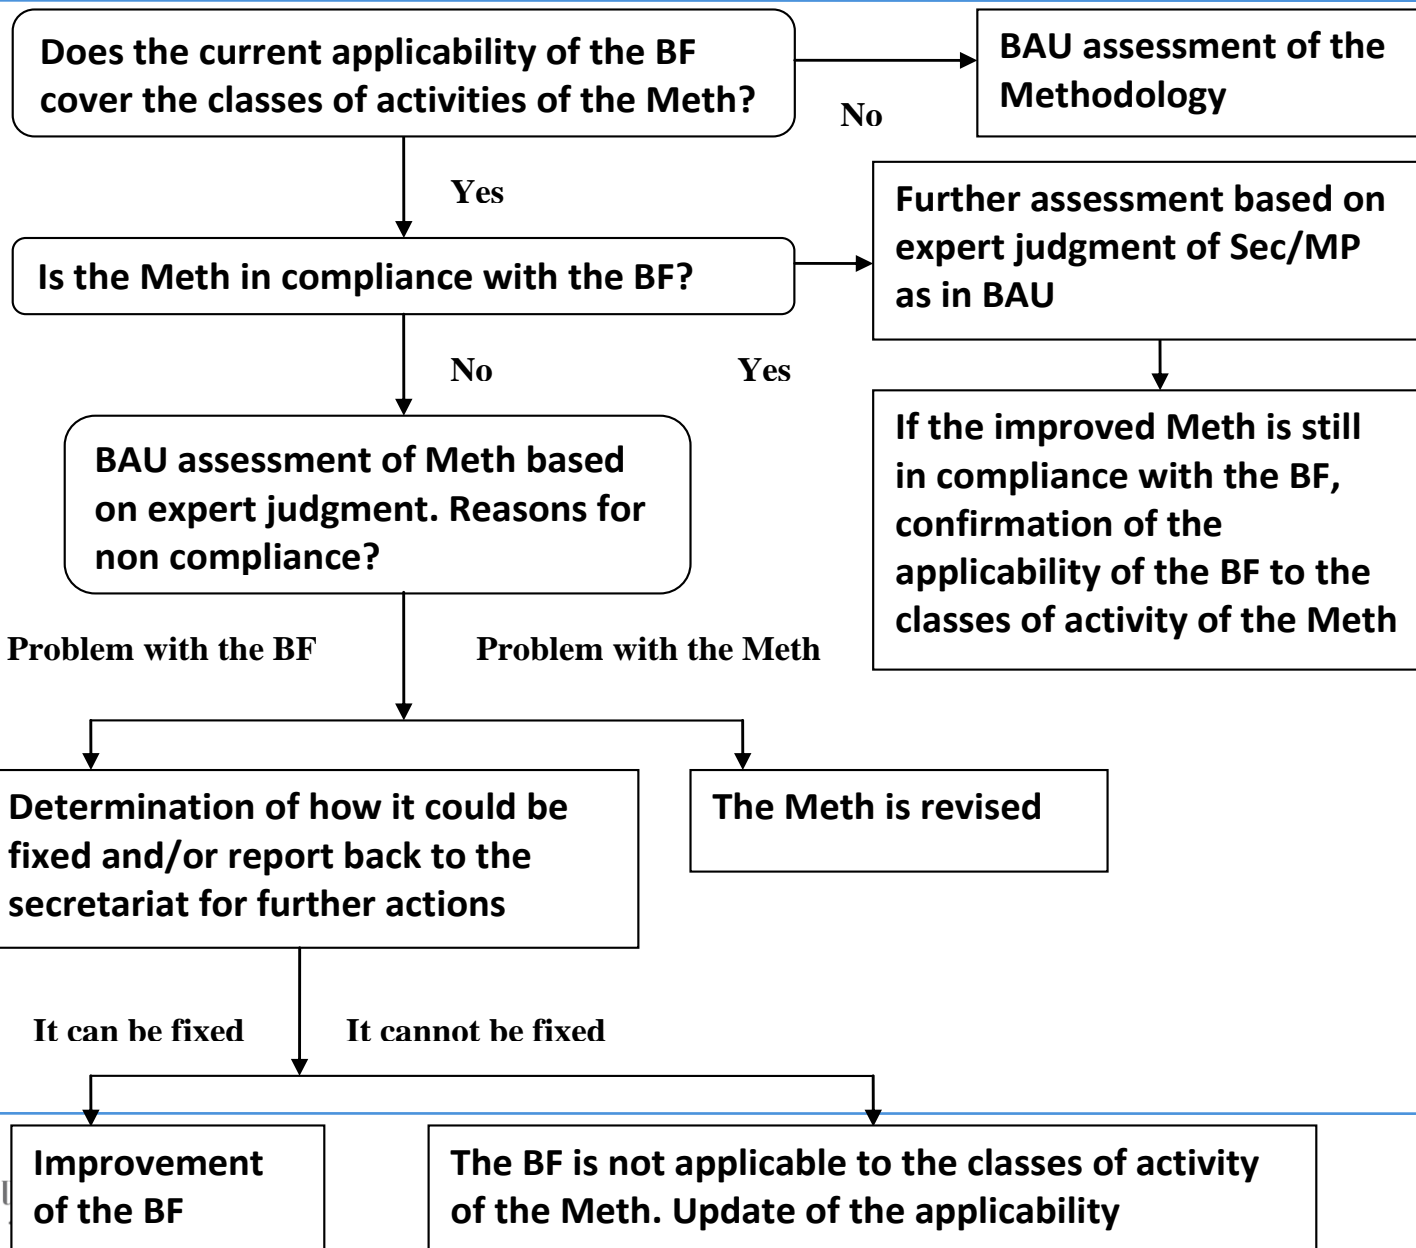 Does the current applicability of the BF
cover the classes of activities of the Meth?
No
BAU assessment of the
Methodology
Yes
Is the Meth in compliance with the BF?
Further assessment based on
expert judgment of Sec/MP
as in BAU
No
Yes
BAU assessment of Meth based
on expert judgment. Reasons for
non compliance?
If the improved Meth is still
in compliance with the BF,
confirmation of the
applicability of the BF to the
classes of activity of the Meth
Problem with the BF
Problem with the Meth
Determination of how it could be
fixed and/or report back to the
secretariat for further actions
The Meth is revised
It can be fixed
It cannot be fixed
Improvement
of the BF
The BF is not applicable to the classes of activity
of the Meth. Update of the applicability